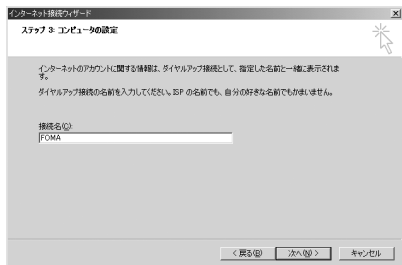 インターネット接続ウィザード
ステップ 3: コンピュータの設定
インターネットのアカウントに関する情報は、ダイヤルアップ接続として、指定した名前と一緒に表示されま
す。
ダイヤルアップ接続の名前を入力してください。ISP の名前でも、自分の好きな名前でもかまいません。
接続名(C):
FOMA
< 戻る(B)
次へ(N) >
キャンセル